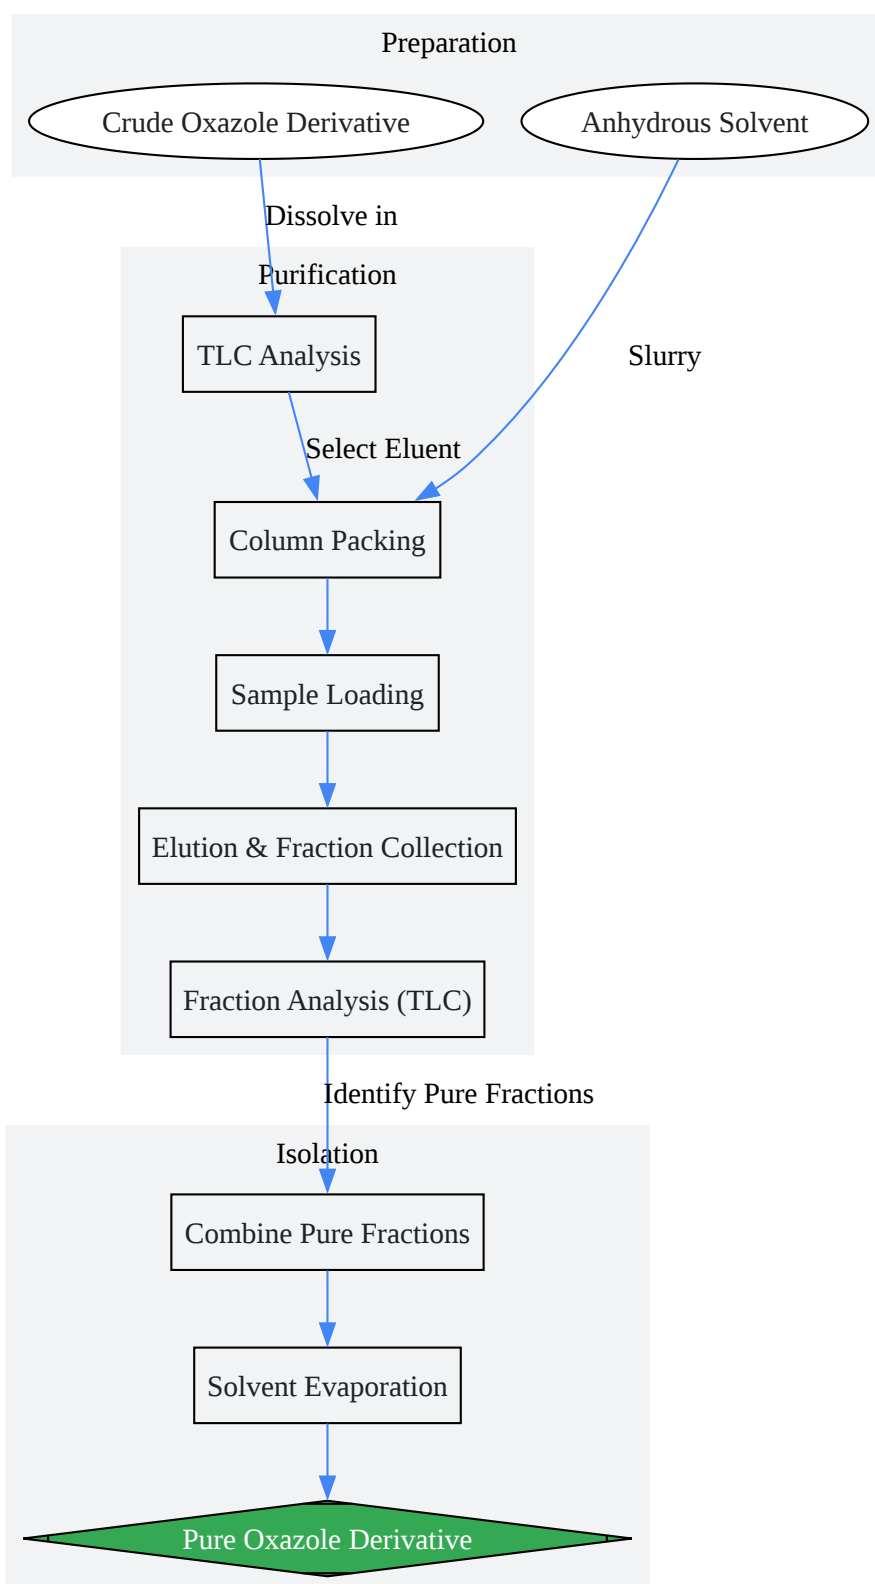 Preparation
Crude Oxazole Derivative
Anhydrous Solvent
Dissolve in
Purification
TLC Analysis
Slurry
Select Eluent
Column Packing
Sample Loading
Elution & Fraction Collection
Fraction Analysis (TLC)
Identify Pure Fractions
Isolation
Combine Pure Fractions
Solvent Evaporation
Pure Oxazole Derivative